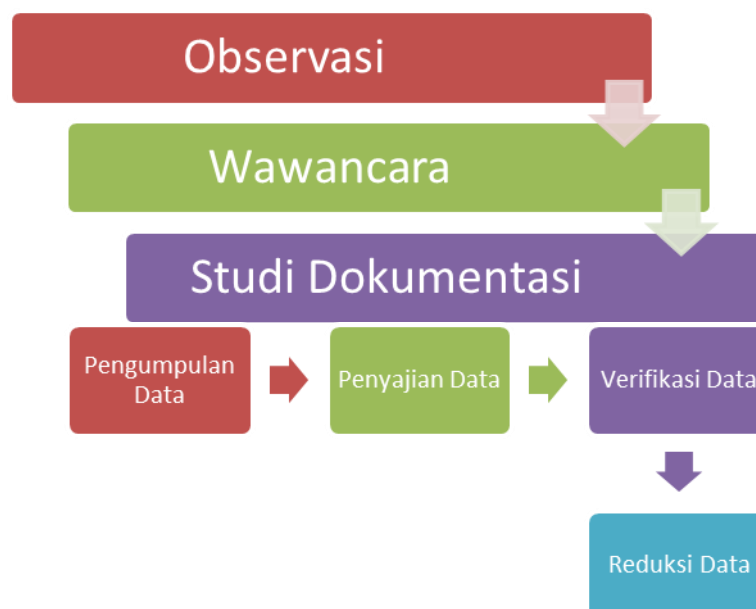 Observasi
Wawancara
Studi Dokumentasi
Pengumpulan
Data
Penyajian Data
Verifikasi Data
Reduksi Data